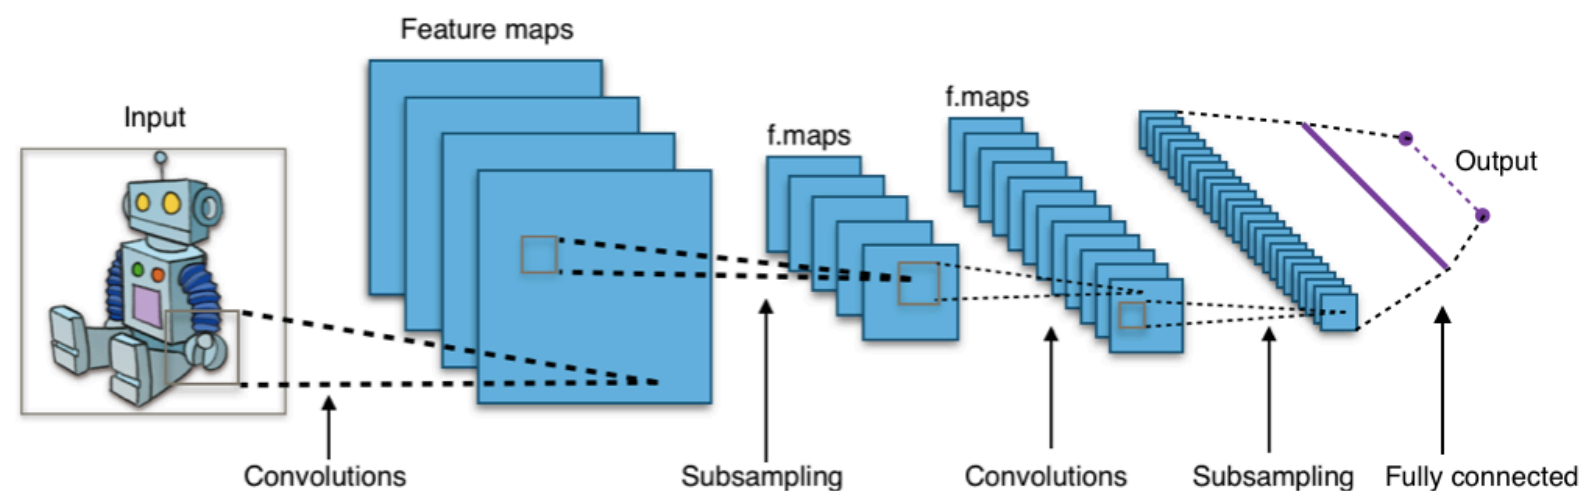 Feature maps
Input
f.maps
f.maps
Output
Convolutions
Subsampling
Convolutions
Subsampling
Fully connected